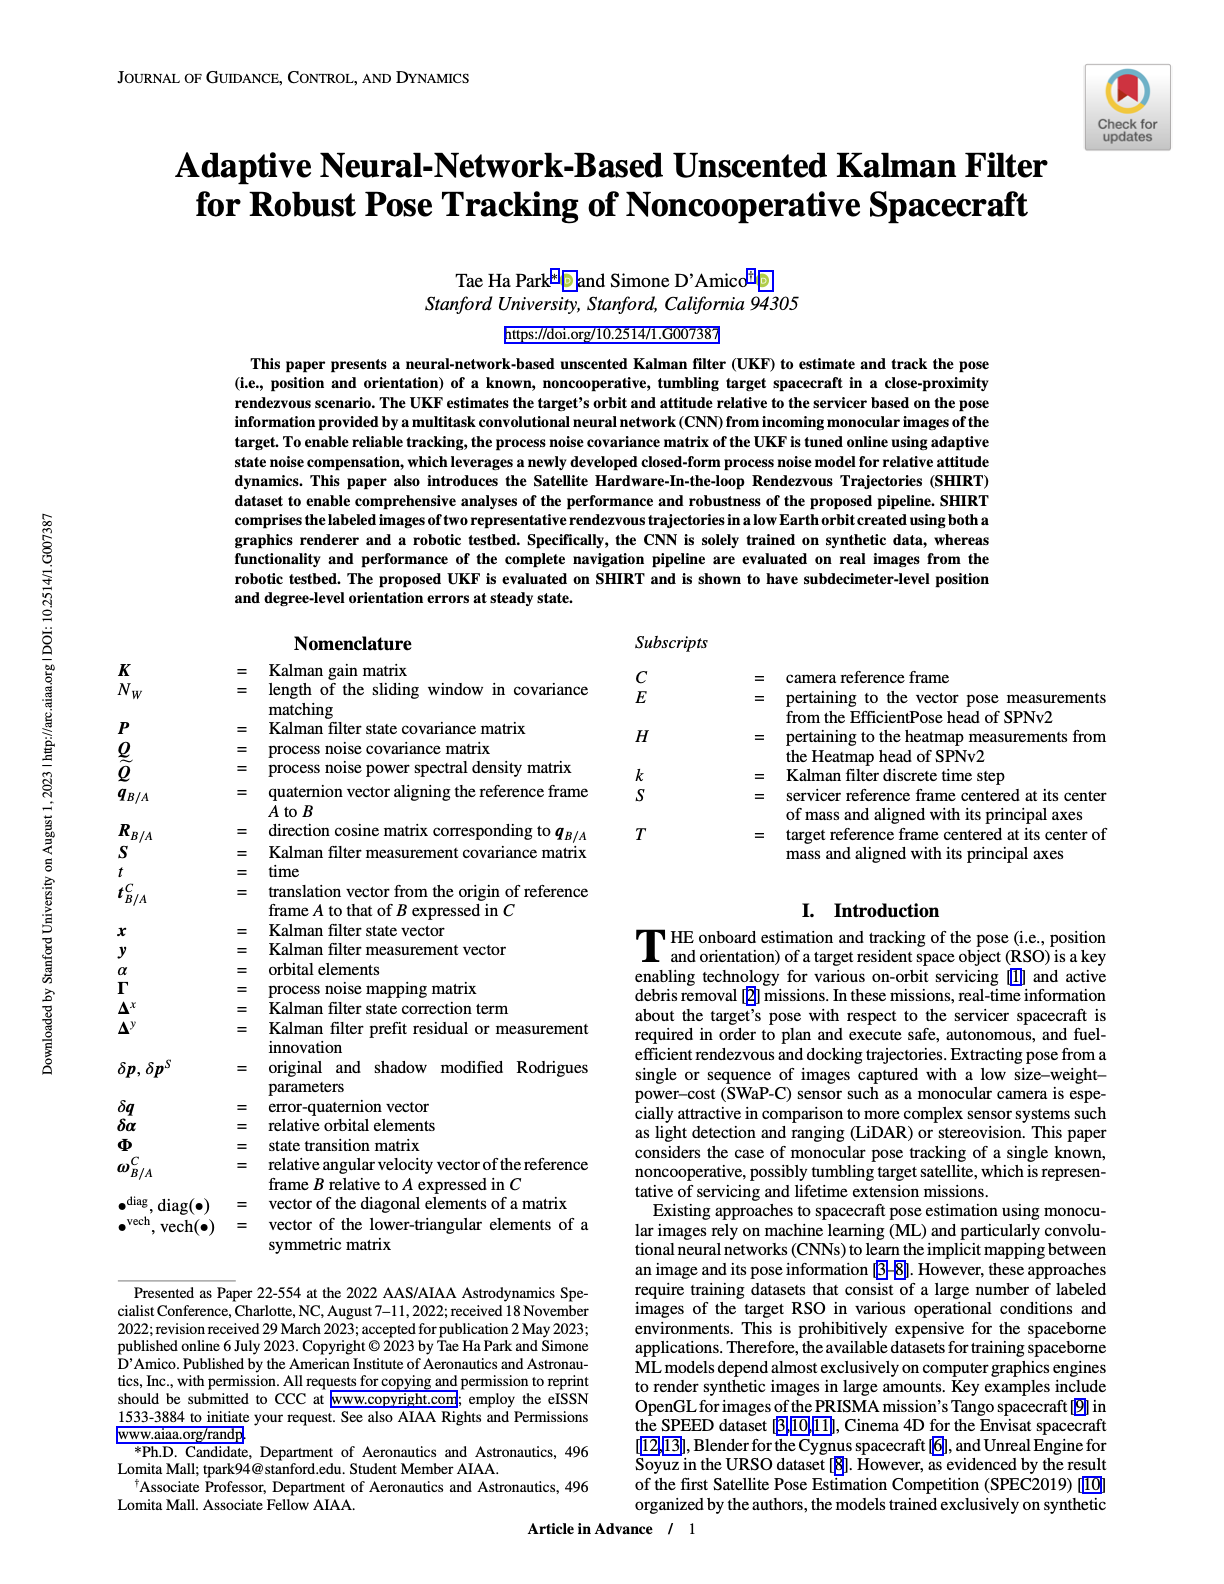 JOURNAL OF GUIDANCE, CONTROL, AND DYNAMICS
Check for
updates
Adaptive Neural-Network-Based Unscented Kalman Filter
for Robust Pose Tracking of Noncooperative Spacecraft
Tae Ha Park* and Simone D'Amico†
Stanford University, Stanford, California 94305
https://doi.org/10.2514/1.G007387
This paper presents a neural-network-based unscented Kalman filter (UKF) to estimate and track the pose
(i.e., position and orientation) of a known, noncooperative, tumbling target spacecraft in a close-proximity
rendezvous scenario. The UKF estimates the target's orbit and attitude relative to the servicer based on the pose
information provided by a multitask convolutional neural network (CNN) from incoming monocular images of the
target. To enable reliable tracking, the process noise covariance matrix of the UKF is tuned online using adaptive
state noise compensation, which leverages a newly developed closed-form process noise model for relative attitude
dynamics. This paper also introduces the Satellite Hardware-In-the-loop Rendezvous Trajectories (SHIRT)
dataset to enable comprehensive analyses of the performance and robustness of the proposed pipeline. SHIRT
comprises the labeled images of two representative rendezvous trajectories in a low Earth orbit created using both a
graphics renderer and a robotic testbed. Specifically, the CNN is solely trained on synthetic data, whereas
functionality and performance of the complete navigation pipeline are evaluated on real images from the
robotic testbed. The proposed UKF is evaluated on SHIRT and is shown to have subdecimeter-level position
and degree-level orientation errors at steady state.
Nomenclature
K = Kalman gain matrix
N_W = length of the sliding window in covariance
matching
P = Kalman filter state covariance matrix
Q = process noise covariance matrix
Q̃ = process noise power spectral density matrix
q_B/A = quaternion vector aligning the reference frame
A to B
R_B/A = direction cosine matrix corresponding to q_B/A
S = Kalman filter measurement covariance matrix
t = time
t^C_B/A = translation vector from the origin of reference
frame A to that of B expressed in C
x = Kalman filter state vector
y = Kalman filter measurement vector
α = orbital elements
Γ = process noise mapping matrix
Δ^x = Kalman filter state correction term
Δ^y = Kalman filter prefit residual or measurement
innovation
δp, δp^S = original and shadow modified Rodrigues
parameters
δq = error-quaternion vector
δα = relative orbital elements
Φ = state transition matrix
ω^C_B/A = relative angular velocity vector of the reference
frame B relative to A expressed in C
•^diag, diag(•) = vector of the diagonal elements of a matrix
•^vech, vech(•) = vector of the lower-triangular elements of a
symmetric matrix
Presented as Paper 22-554 at the 2022 AAS/AIAA Astrodynamics Spe-
cialist Conference, Charlotte, NC, August 7–11, 2022; received 18 November
2022; revision received 29 March 2023; accepted for publication 2 May 2023;
published online 6 July 2023. Copyright © 2023 by Tae Ha Park and Simone
D'Amico. Published by the American Institute of Aeronautics and Astronau-
tics, Inc., with permission. All requests for copying and permission to reprint
should be submitted to CCC at www.copyright.com; employ the eISSN
1533-3884 to initiate your request. See also AIAA Rights and Permissions
www.aiaa.org/randp.
*Ph.D. Candidate, Department of Aeronautics and Astronautics, 496
Lomita Mall; tpark94@stanford.edu. Student Member AIAA.
†Associate Professor, Department of Aeronautics and Astronautics, 496
Lomita Mall. Associate Fellow AIAA.
Subscripts
C = camera reference frame
E = pertaining to the vector pose measurements
from the EfficientPose head of SPNv2
H = pertaining to the heatmap measurements from
the Heatmap head of SPNv2
k = Kalman filter discrete time step
S = servicer reference frame centered at its center
of mass and aligned with its principal axes
T = target reference frame centered at its center of
mass and aligned with its principal axes
I. Introduction
THE onboard estimation and tracking of the pose (i.e., position
and orientation) of a target resident space object (RSO) is a key
enabling technology for various on-orbit servicing [1] and active
debris removal [2] missions. In these missions, real-time information
about the target's pose with respect to the servicer spacecraft is
required in order to plan and execute safe, autonomous, and fuel-
efficient rendezvous and docking trajectories. Extracting pose from a
single or sequence of images captured with a low size–weight–
power–cost (SWaP-C) sensor such as a monocular camera is espe-
cially attractive in comparison to more complex sensor systems such
as light detection and ranging (LiDAR) or stereovision. This paper
considers the case of monocular pose tracking of a single known,
noncooperative, possibly tumbling target satellite, which is represen-
tative of servicing and lifetime extension missions.
Existing approaches to spacecraft pose estimation using monocu-
lar images rely on machine learning (ML) and particularly convolu-
tional neural networks (CNNs) to learn the implicit mapping between
an image and its pose information [3–8]. However, these approaches
require training datasets that consist of a large number of labeled
images of the target RSO in various operational conditions and
environments. This is prohibitively expensive for the spaceborne
applications. Therefore, the available datasets for training spaceborne
ML models depend almost exclusively on computer graphics engines
to render synthetic images in large amounts. Key examples include
OpenGL for images of the PRISMA mission's Tango spacecraft [9] in
the SPEED dataset [3,10,11], Cinema 4D for the Envisat spacecraft
[12,13], Blender for the Cygnus spacecraft [6], and Unreal Engine for
Soyuz in the URSO dataset [8]. However, as evidenced by the result
of the first Satellite Pose Estimation Competition (SPEC2019) [10]
organized by the authors, the models trained exclusively on synthetic
Article in Advance / 1
Downloaded by Stanford University on August 1, 2023 | http://arc.aiaa.org | DOI: 10.2514/1.G007387